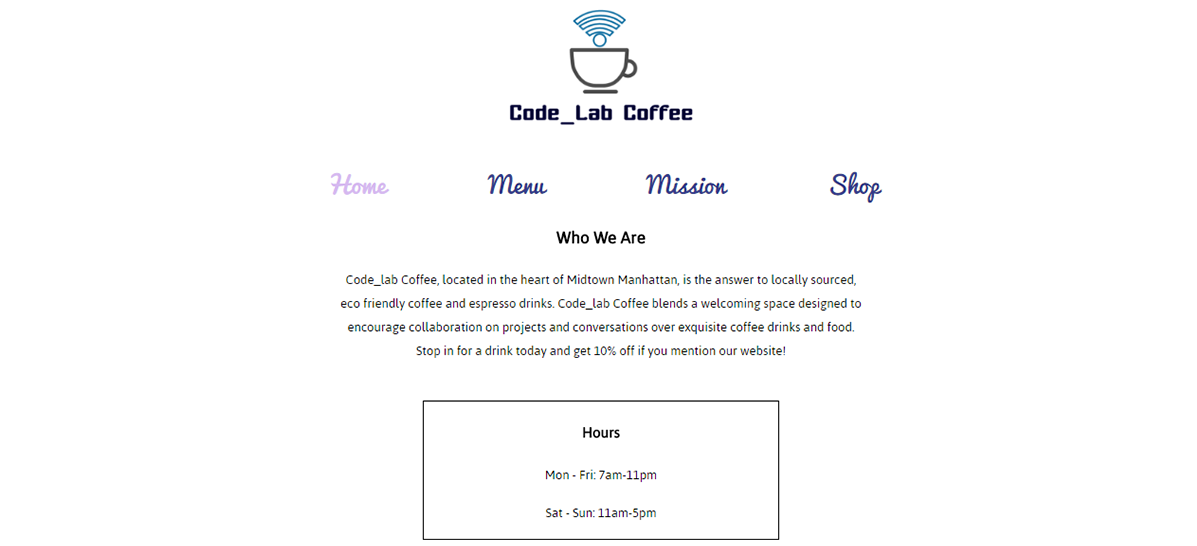 Code_Lab Coffee
Home Menu Mission Shop
Who We Are
Code_lab Coffee, located in the heart of Midtown Manhattan, is the answer to locally sourced,
eco friendly coffee and espresso drinks. Code_lab Coffee blends a welcoming space designed to
encourage collaboration on projects and conversations over exquisite coffee drinks and food.
Stop in for a drink today and get 10% off if you mention our website!
Hours
Mon - Fri: 7am-11pm
Sat - Sun: 11am-5pm